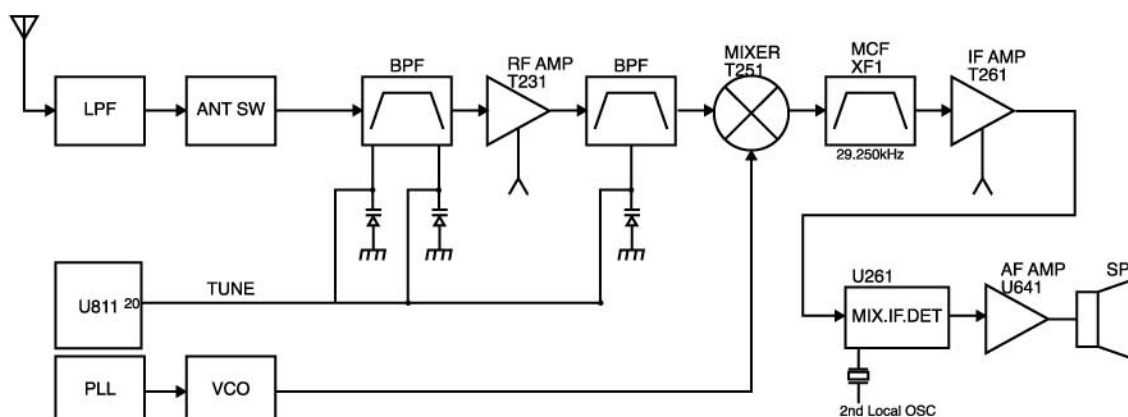 BPF
RF AMP
T231
BPF
MIXER
T251
MCF
XF1
IF AMP
T261
LPF
ANT SW
29.250kHz
U811 20
TUNE
U261
MIX.IF.DET
AF AMP
U641
SP
PLL
VCO
2nd Local OSC